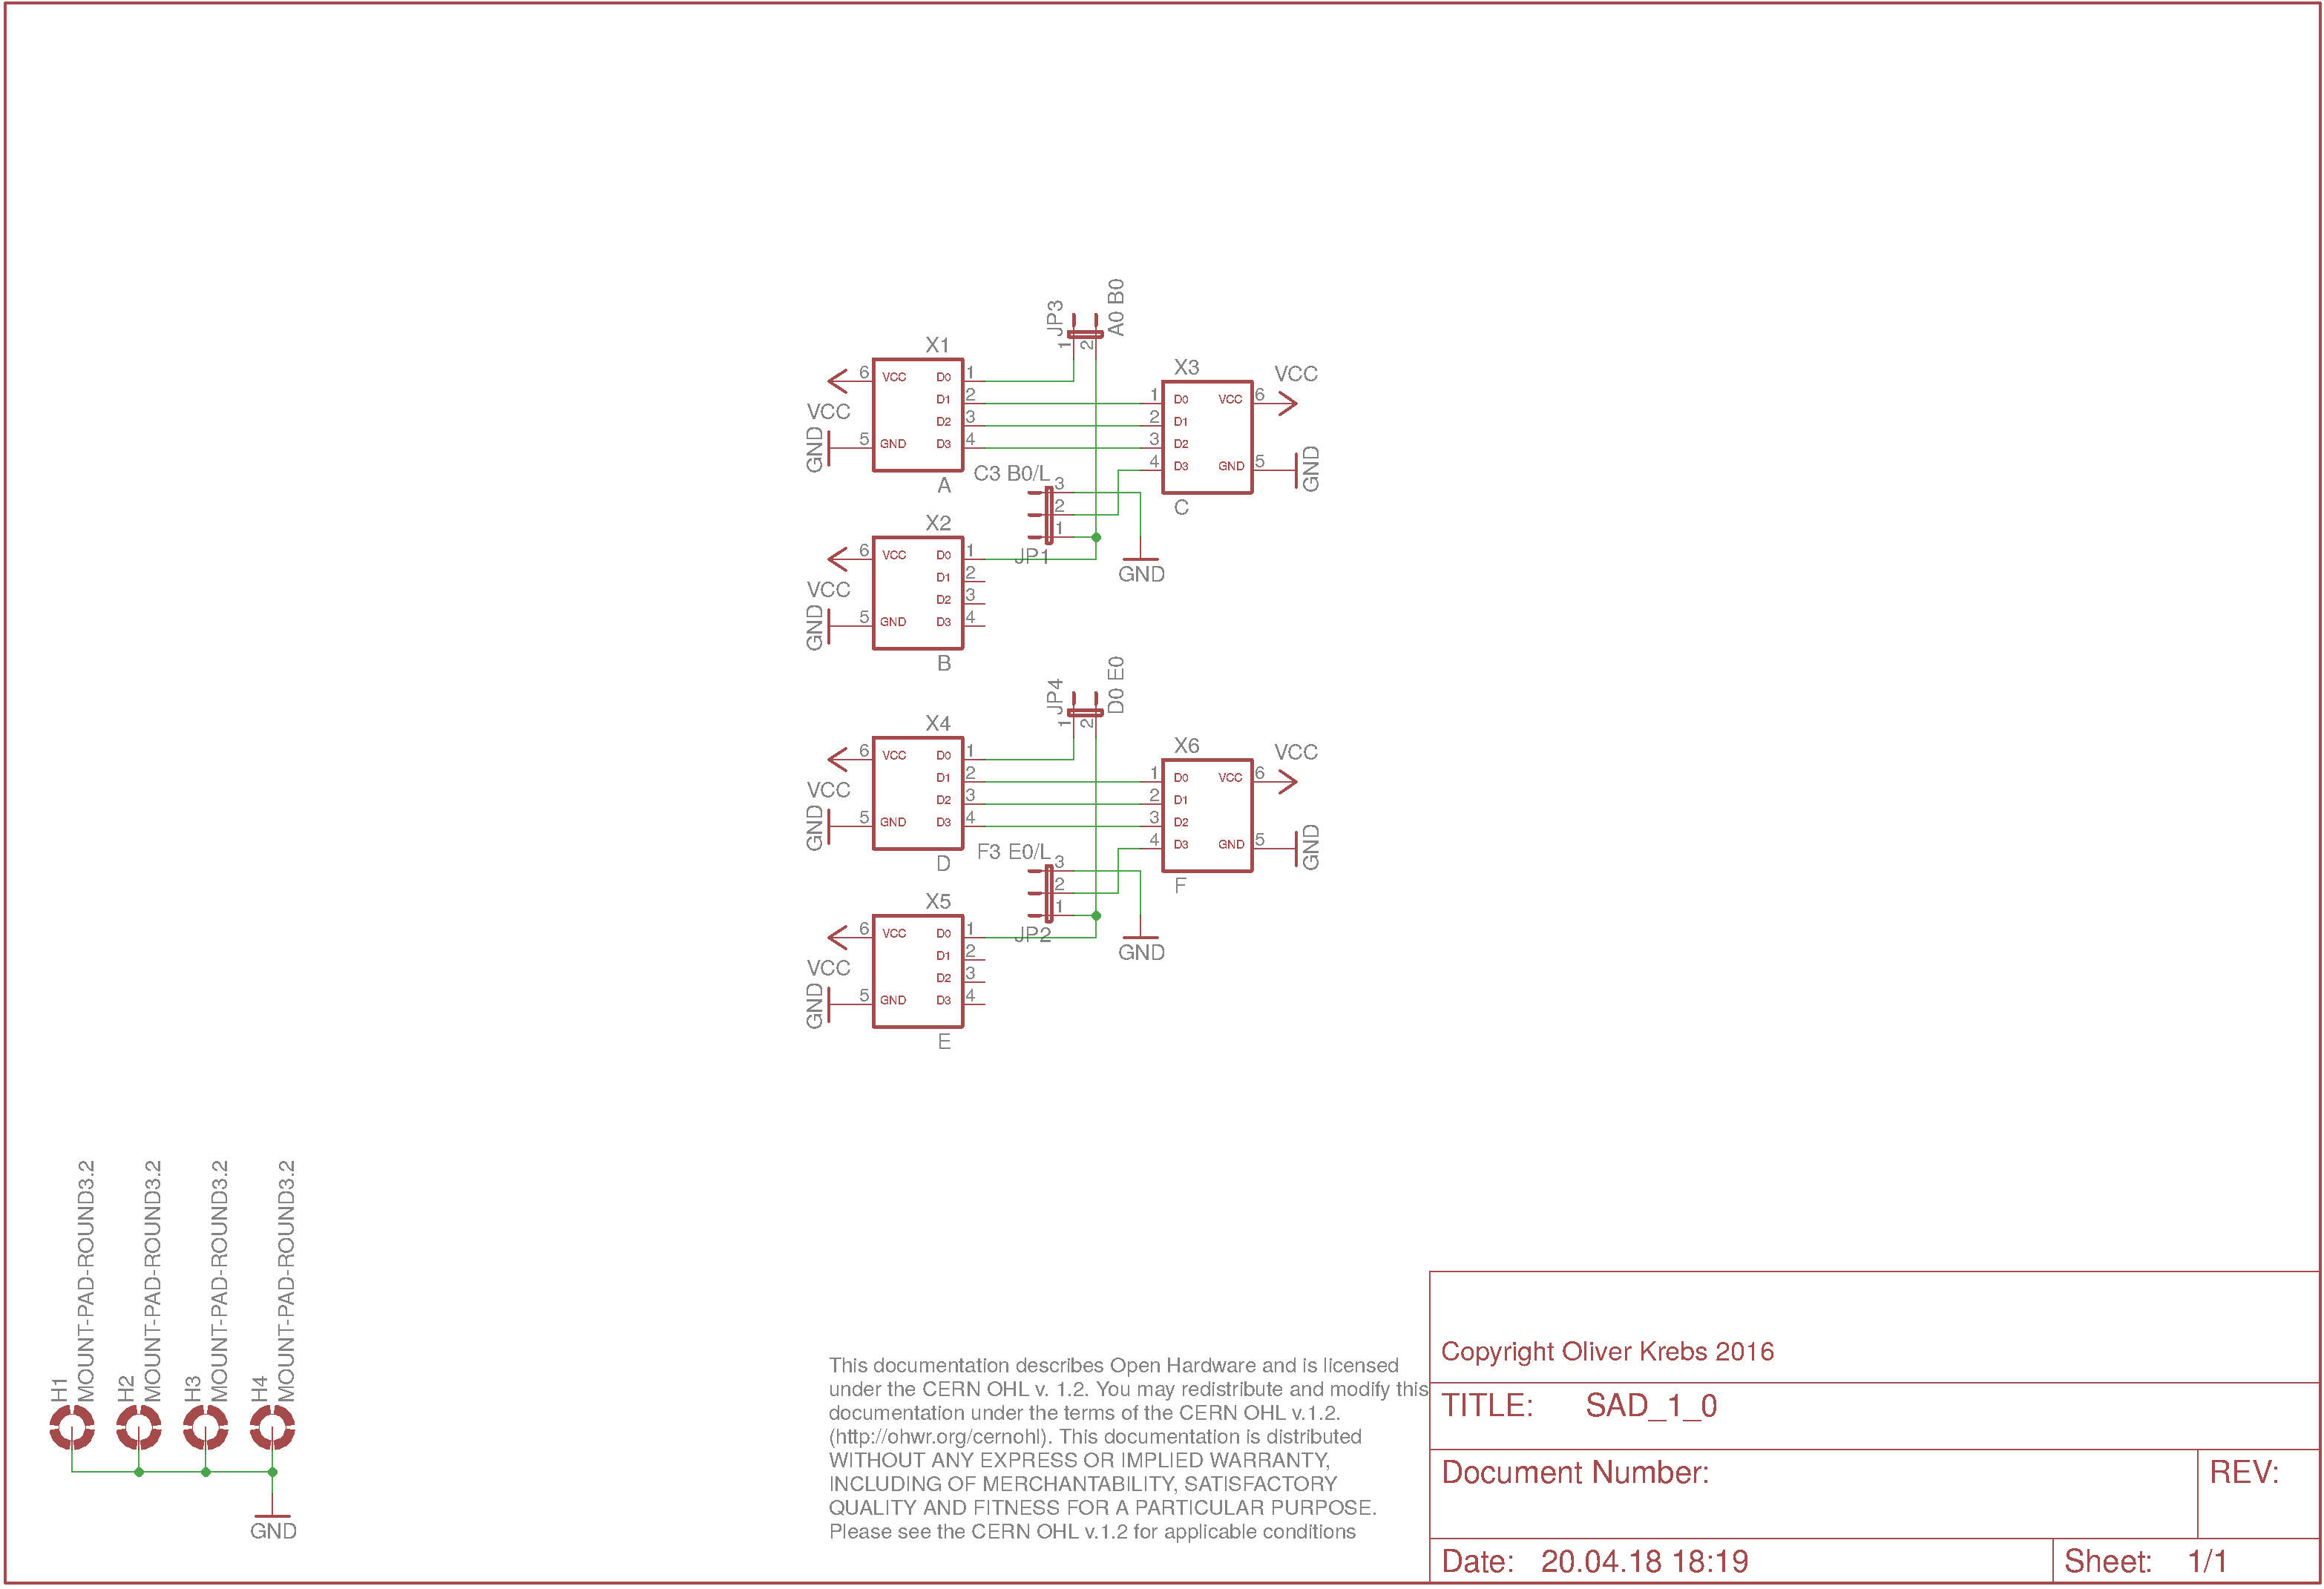 JP3
A0 B0
1
2
X1
6 VCC D0 1
D1 2
D2 3
5 GND D3 4
VCC
GND
A
X3
VCC
1 D0 VCC 6
2 D1
3 D2
4 D3 GND 5
GND
C
C3 B0/L
3
2
1
JP1
GND
X2
6 VCC D0 1
D1 2
D2 3
5 GND D3 4
VCC
GND
B
JP4
D0 E0
1
2
X4
6 VCC D0 1
D1 2
D2 3
5 GND D3 4
VCC
GND
D
X6
VCC
1 D0 VCC 6
2 D1
3 D2
4 D3 GND 5
GND
F
F3 E0/L
3
2
1
JP2
GND
X5
6 VCC D0 1
D1 2
D2 3
5 GND D3 4
VCC
GND
E
H1
MOUNT-PAD-ROUND3.2
H2
MOUNT-PAD-ROUND3.2
H3
MOUNT-PAD-ROUND3.2
H4
MOUNT-PAD-ROUND3.2
GND
This documentation describes Open Hardware and is licensed
under the CERN OHL v. 1.2. You may redistribute and modify this
documentation under the terms of the CERN OHL v.1.2.
(http://ohwr.org/cernohl). This documentation is distributed
WITHOUT ANY EXPRESS OR IMPLIED WARRANTY,
INCLUDING OF MERCHANTABILITY, SATISFACTORY
QUALITY AND FITNESS FOR A PARTICULAR PURPOSE.
Please see the CERN OHL v.1.2 for applicable conditions
Copyright Oliver Krebs 2016
TITLE: SAD_1_0
Document Number:
REV:
Date: 20.04.18 18:19
Sheet: 1/1